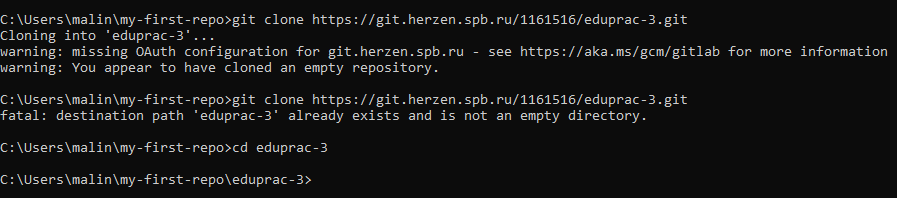 C:\Users\malin\my-first-repo>git clone https://git.herzen.spb.ru/1161516/eduprac-3.git
Cloning into 'eduprac-3'...
warning: missing OAuth configuration for git.herzen.spb.ru - see https://aka.ms/gcm/gitlab for more information
warning: You appear to have cloned an empty repository.
C:\Users\malin\my-first-repo>git clone https://git.herzen.spb.ru/1161516/eduprac-3.git
fatal: destination path 'eduprac-3' already exists and is not an empty directory.
C:\Users\malin\my-first-repo>cd eduprac-3
C:\Users\malin\my-first-repo\eduprac-3>